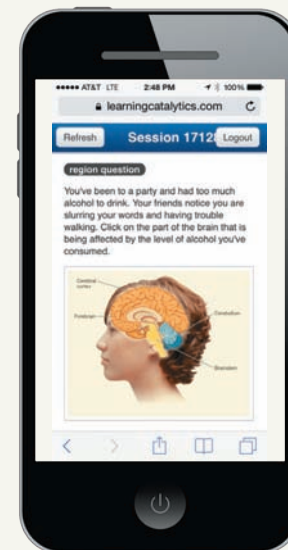 ●●●●● AT&T LTE 2:48 PM 100%
learningcatalytics.com
Refresh Session 17128 Logout
region question
You've been to a party and had too much
alcohol to drink. Your friends notice you are
slurring your words and having trouble
walking. Click on the part of the brain that is
being affected by the level of alcohol you've
consumed.
Cerebral
cortex
Forebrain
Cerebellum
Brainstem